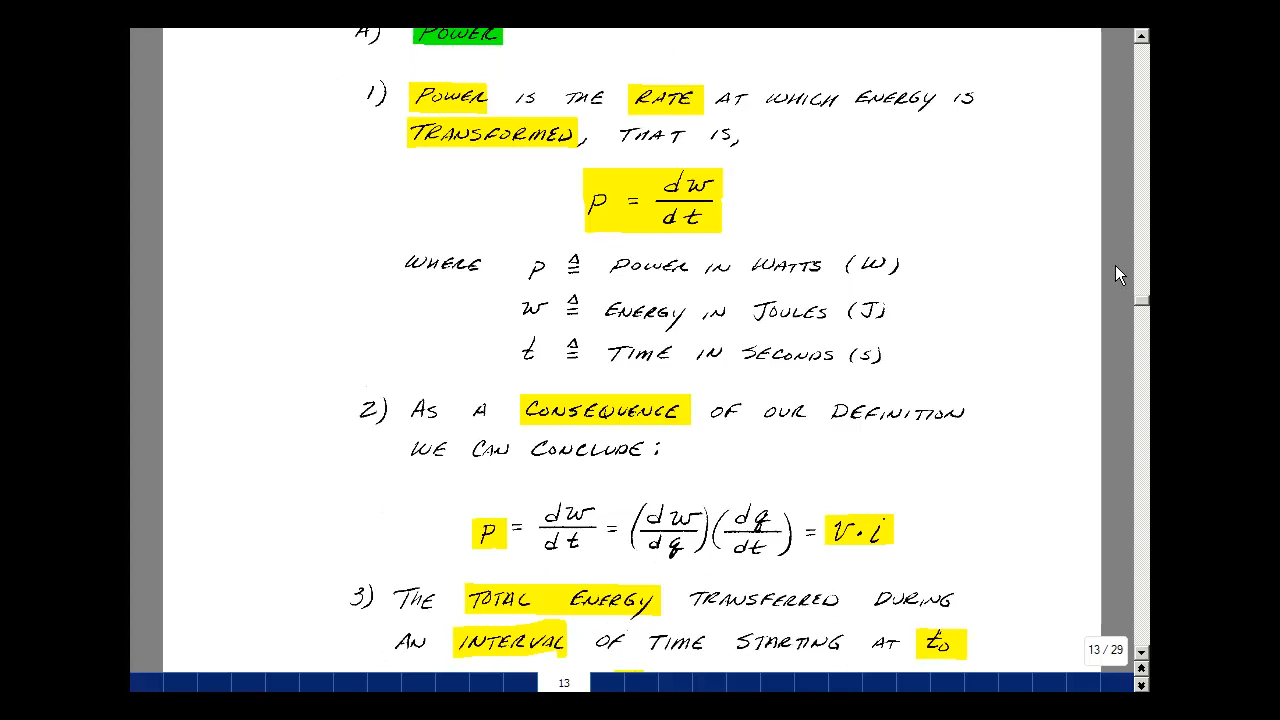 A) POWER
1) POWER IS THE RATE AT WHICH ENERGY IS
TRANSFORMED, THAT IS,
p = dw/dt
WHERE p ≜ POWER IN WATTS (W)
w ≜ ENERGY IN JOULES (J)
t ≜ TIME IN SECONDS (S)
2) AS A CONSEQUENCE OF OUR DEFINITION
WE CAN CONCLUDE:
p = dw/dt = (dw/dq)(dq/dt) = v·i
3) THE TOTAL ENERGY TRANSFERRED DURING
AN INTERVAL OF TIME STARTING AT t₀
13 / 29
13